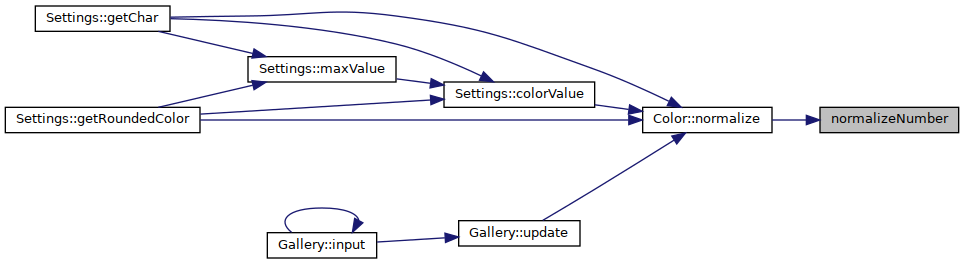 Settings::getChar
Settings::maxValue
Settings::colorValue
Settings::getRoundedColor
Color::normalize
normalizeNumber
Gallery::update
Gallery::input